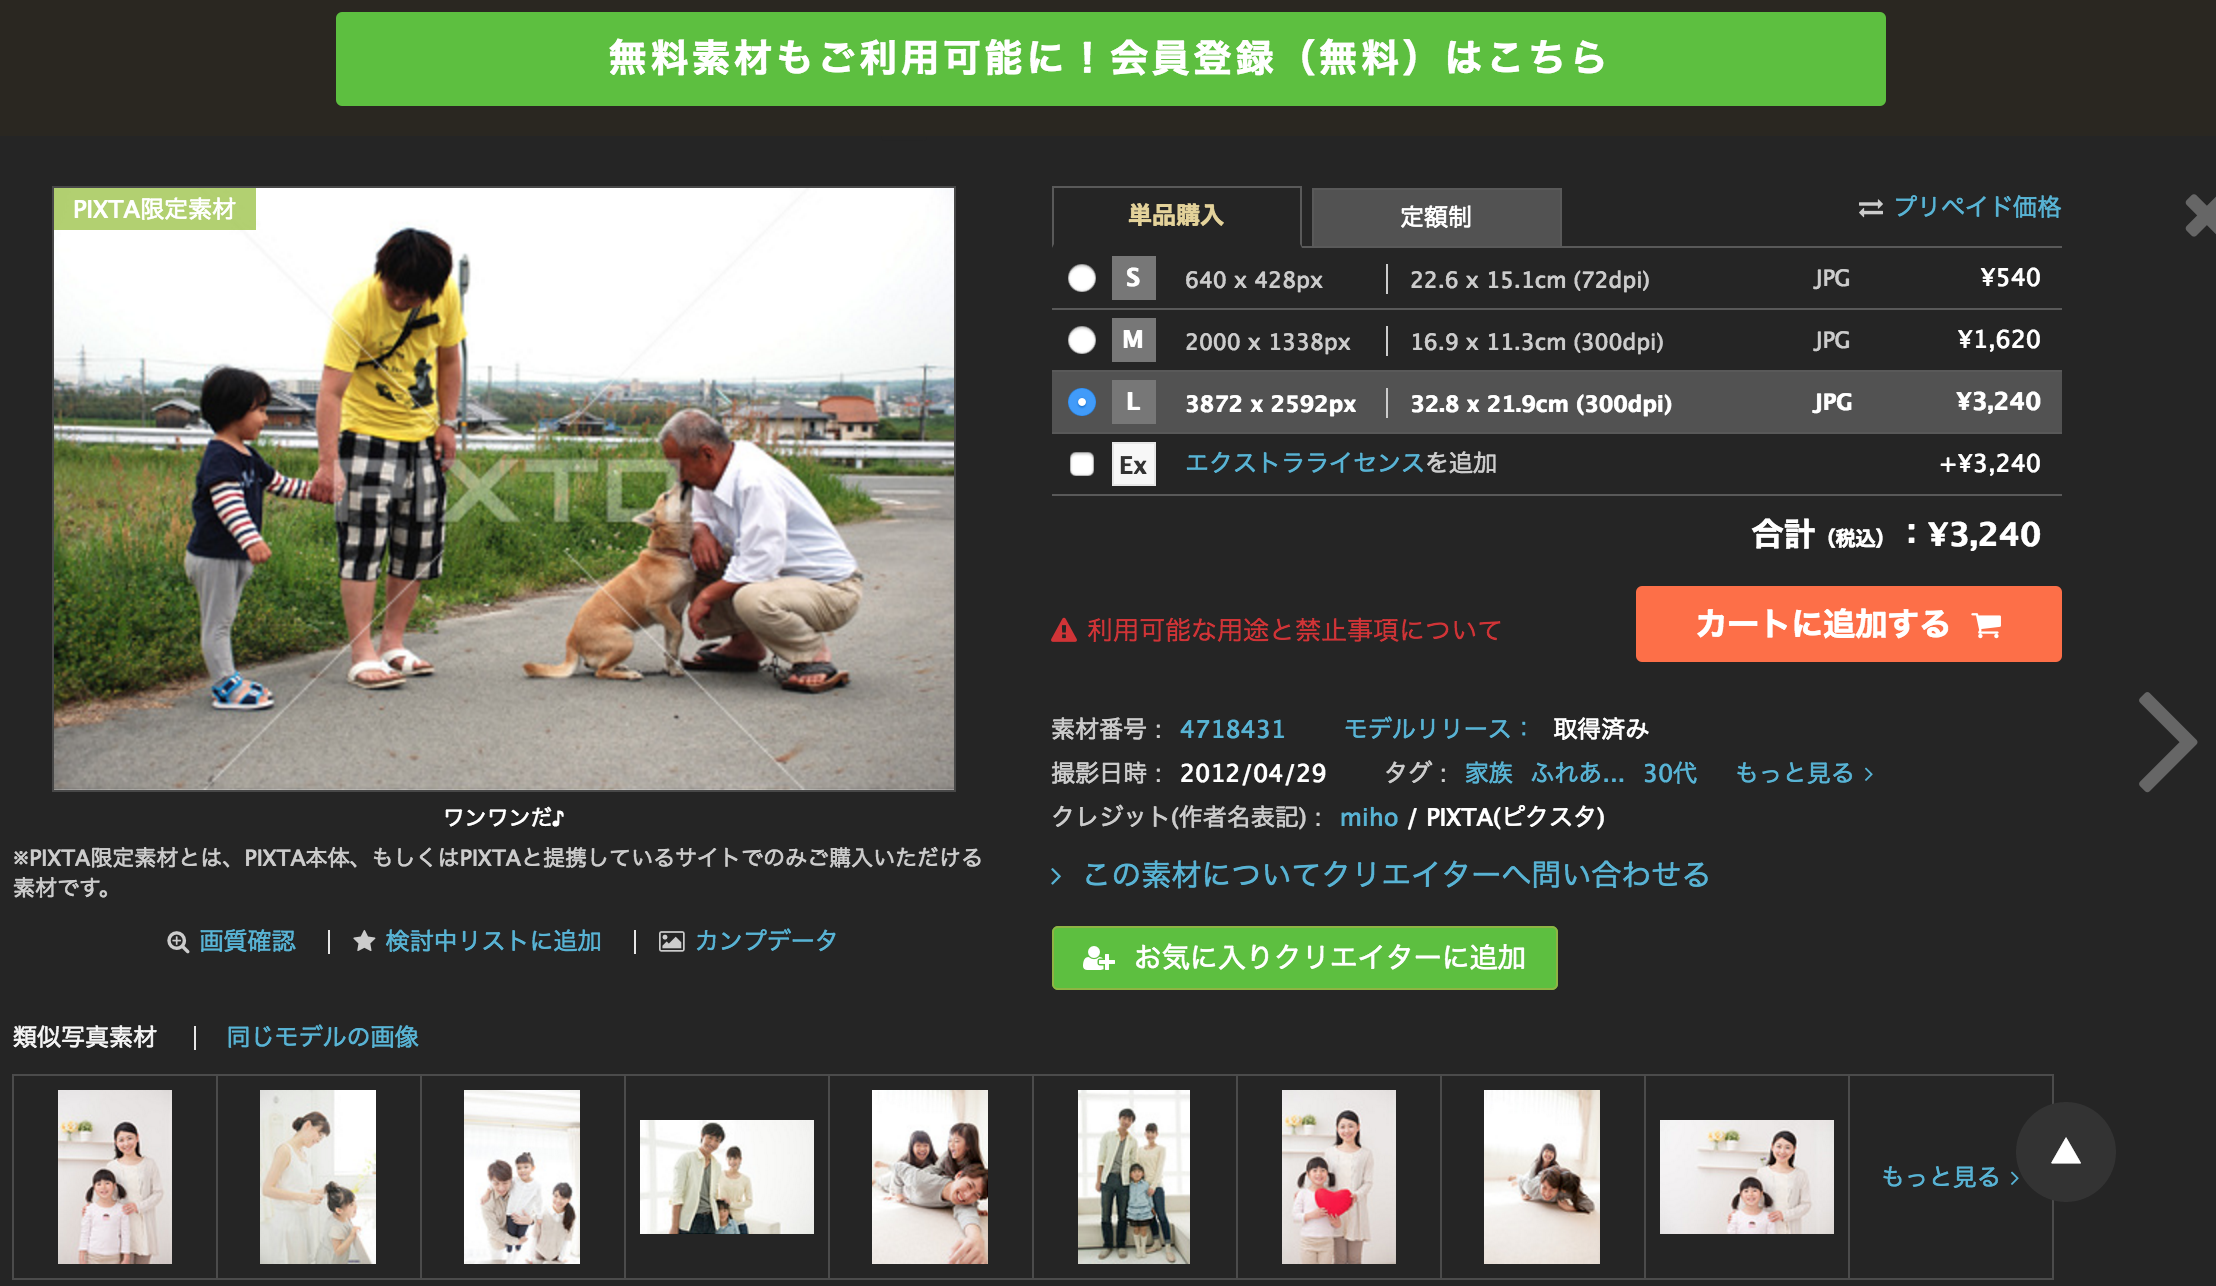 無料素材もご利用可能に！会員登録（無料）はこちら
PIXTA限定素材
PIXTA
ワンワンだ♪
※PIXTA限定素材とは、PIXTA本体、もしくはPIXTAと提携しているサイトでのみご購入いただける
素材です。
画質確認 | 検討中リストに追加 | カンプデータ
単品購入 定額制 プリペイド価格
S 640 x 428px | 22.6 x 15.1cm (72dpi) JPG ¥540
M 2000 x 1338px | 16.9 x 11.3cm (300dpi) JPG ¥1,620
L 3872 x 2592px | 32.8 x 21.9cm (300dpi) JPG ¥3,240
Ex エクストラライセンスを追加 +¥3,240
合計 (税込) ：¥3,240
利用可能な用途と禁止事項について
カートに追加する
素材番号： 4718431 モデルリリース： 取得済み
撮影日時： 2012/04/29 タグ： 家族 ふれあ... 30代 もっと見る ›
クレジット(作者名表記)： miho / PIXTA(ピクスタ)
› この素材についてクリエイターへ問い合わせる
お気に入りクリエイターに追加
類似写真素材 | 同じモデルの画像
もっと見る ›